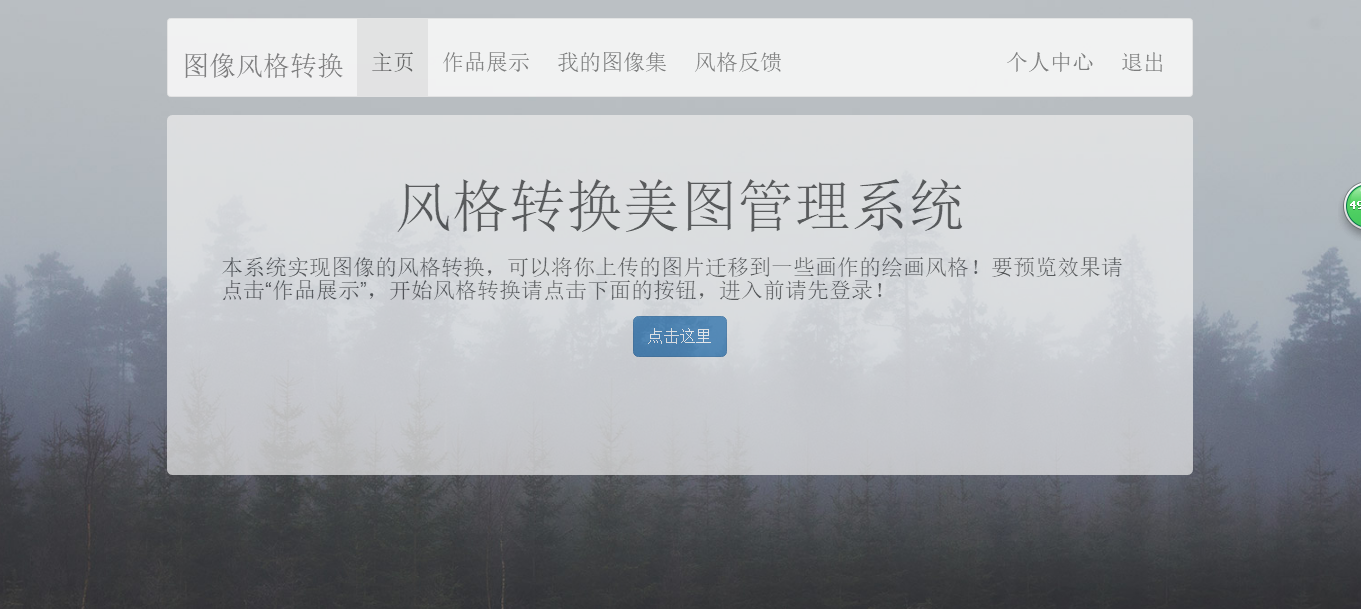 图像风格转换 主页 作品展示 我的图像集 风格反馈 个人中心 退出
风格转换美图管理系统
本系统实现图像的风格转换，可以将你上传的图片迁移到一些画作的绘画风格！要预览效果请
点击“作品展示”，开始风格转换请点击下面的按钮，进入前请先登录！
点击这里